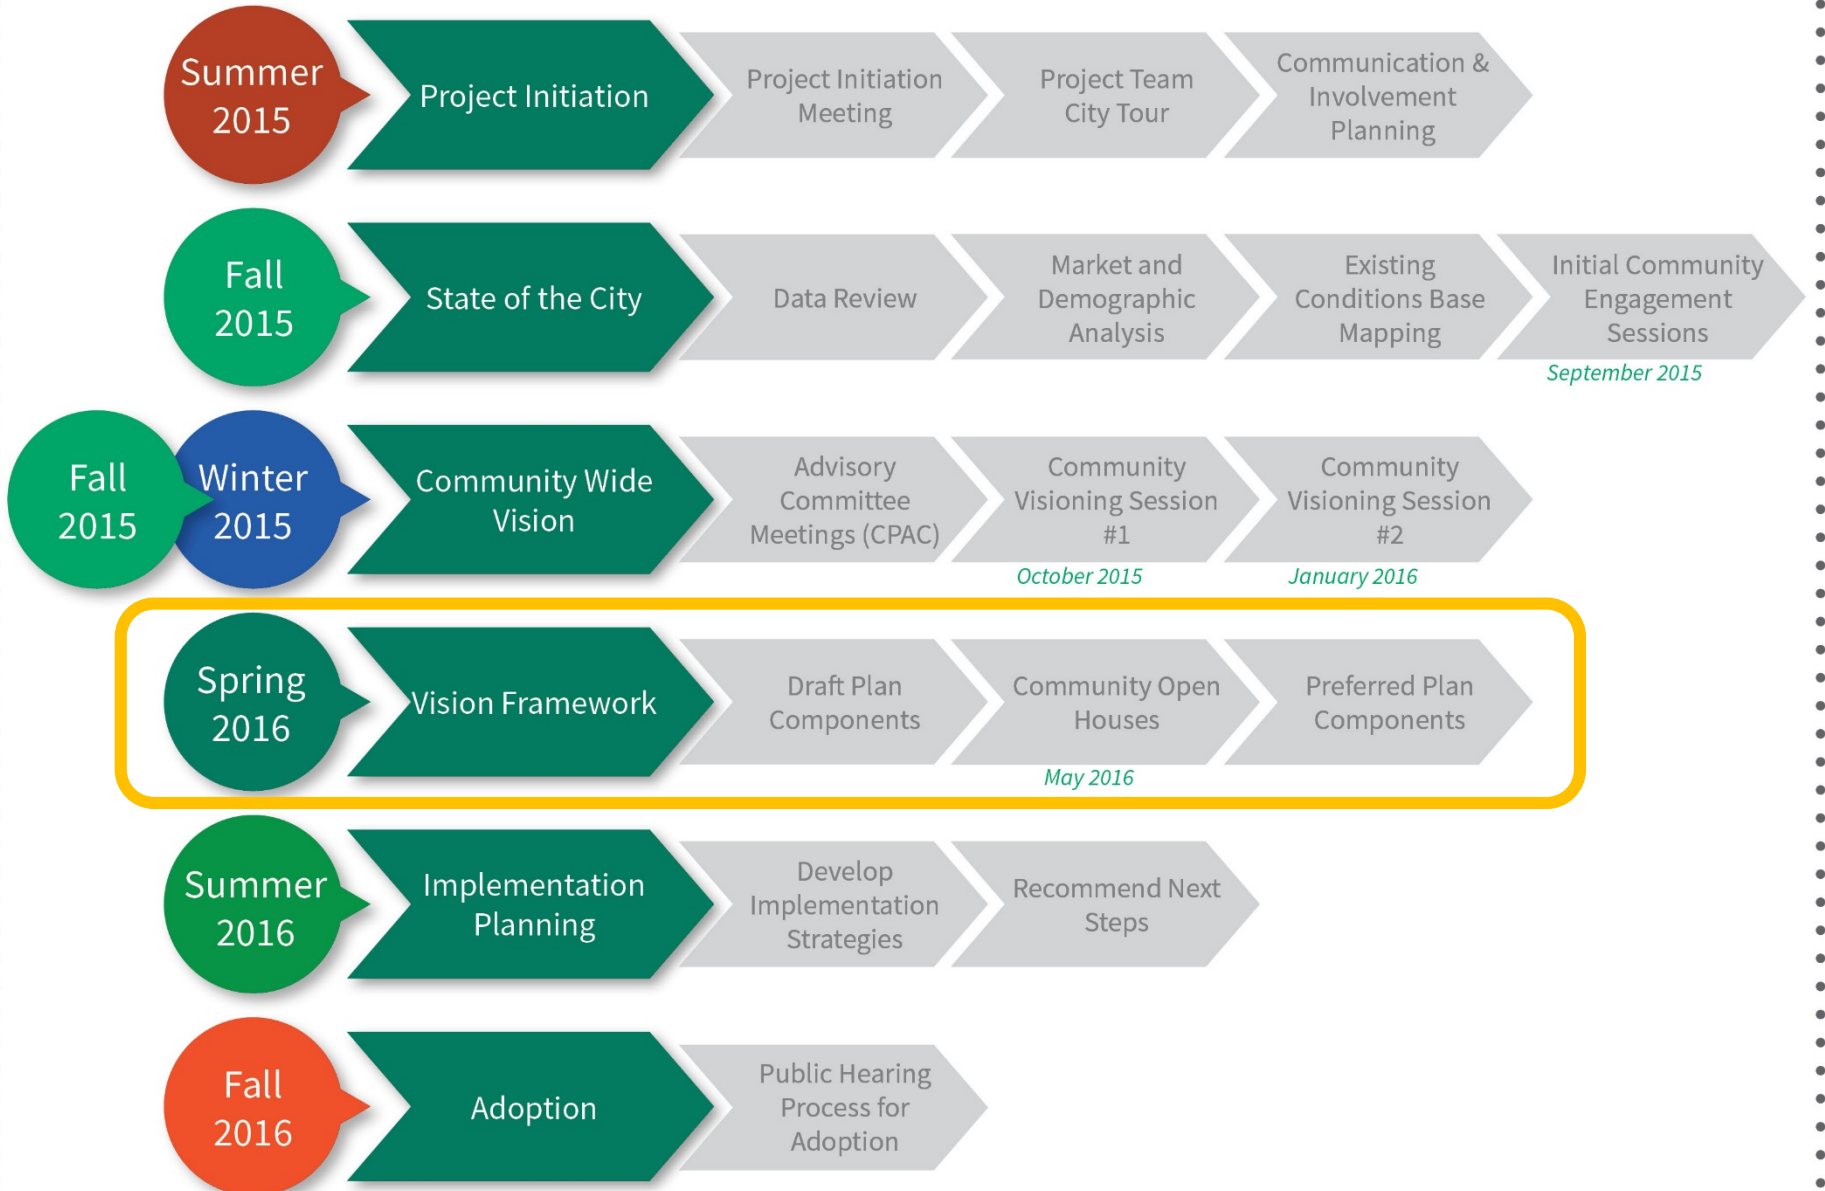 Summer
2015
Project Initiation
Project Initiation
Meeting
Project Team
City Tour
Communication &
Involvement
Planning
Fall
2015
State of the City
Data Review
Market and
Demographic
Analysis
Existing
Conditions Base
Mapping
Initial Community
Engagement
Sessions
September 2015
Fall
2015
Winter
2015
Community Wide
Vision
Advisory
Committee
Meetings (CPAC)
Community
Visioning Session
#1
October 2015
Community
Visioning Session
#2
January 2016
Spring
2016
Vision Framework
Draft Plan
Components
Community Open
Houses
May 2016
Preferred Plan
Components
Summer
2016
Implementation
Planning
Develop
Implementation
Strategies
Recommend Next
Steps
Fall
2016
Adoption
Public Hearing
Process for
Adoption